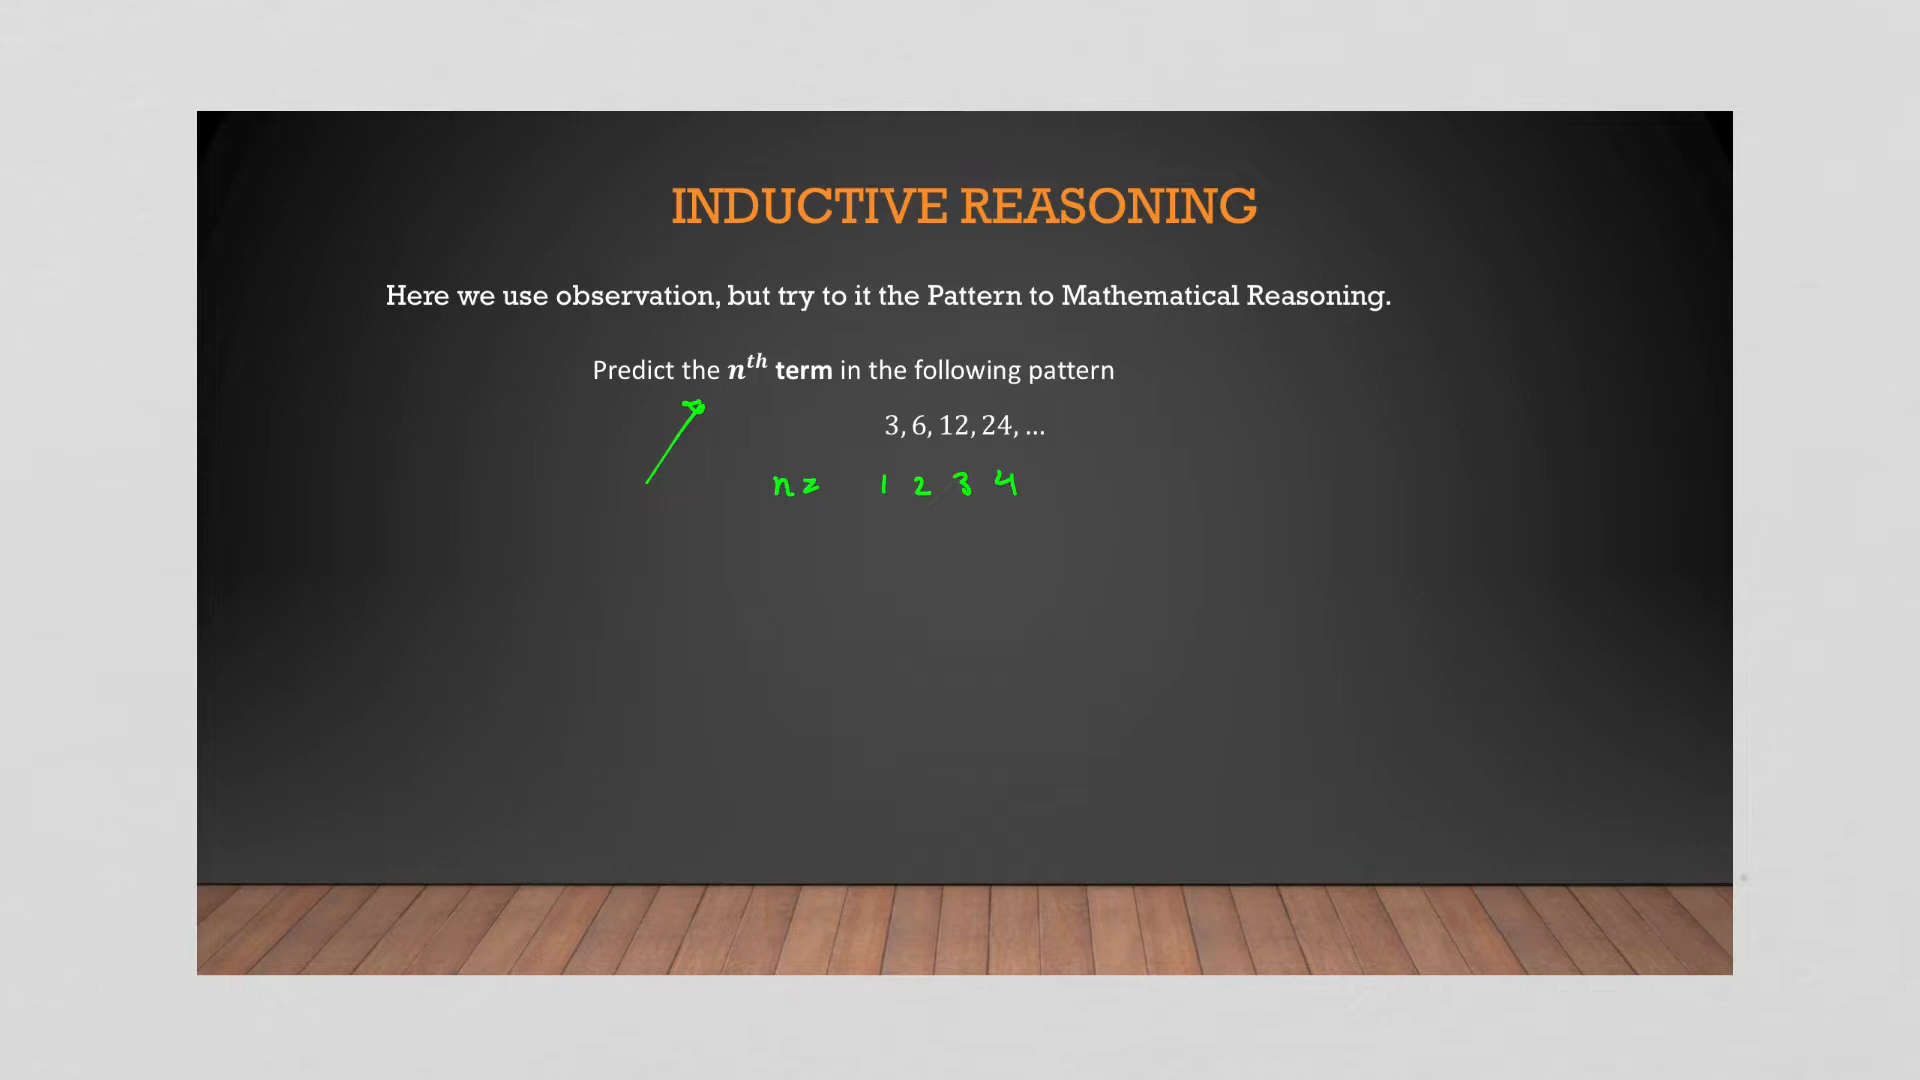 INDUCTIVE REASONING
Here we use observation, but try to it the Pattern to Mathematical Reasoning.
Predict the n^th term in the following pattern
3, 6, 12, 24, ...
n = 1 2 3 4